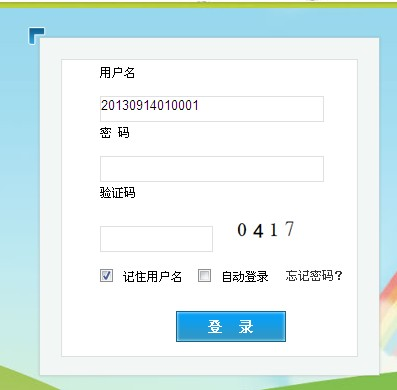 用户名
20130914010001
密 码
验证码
0417
记住用户名 自动登录 忘记密码?
登 录